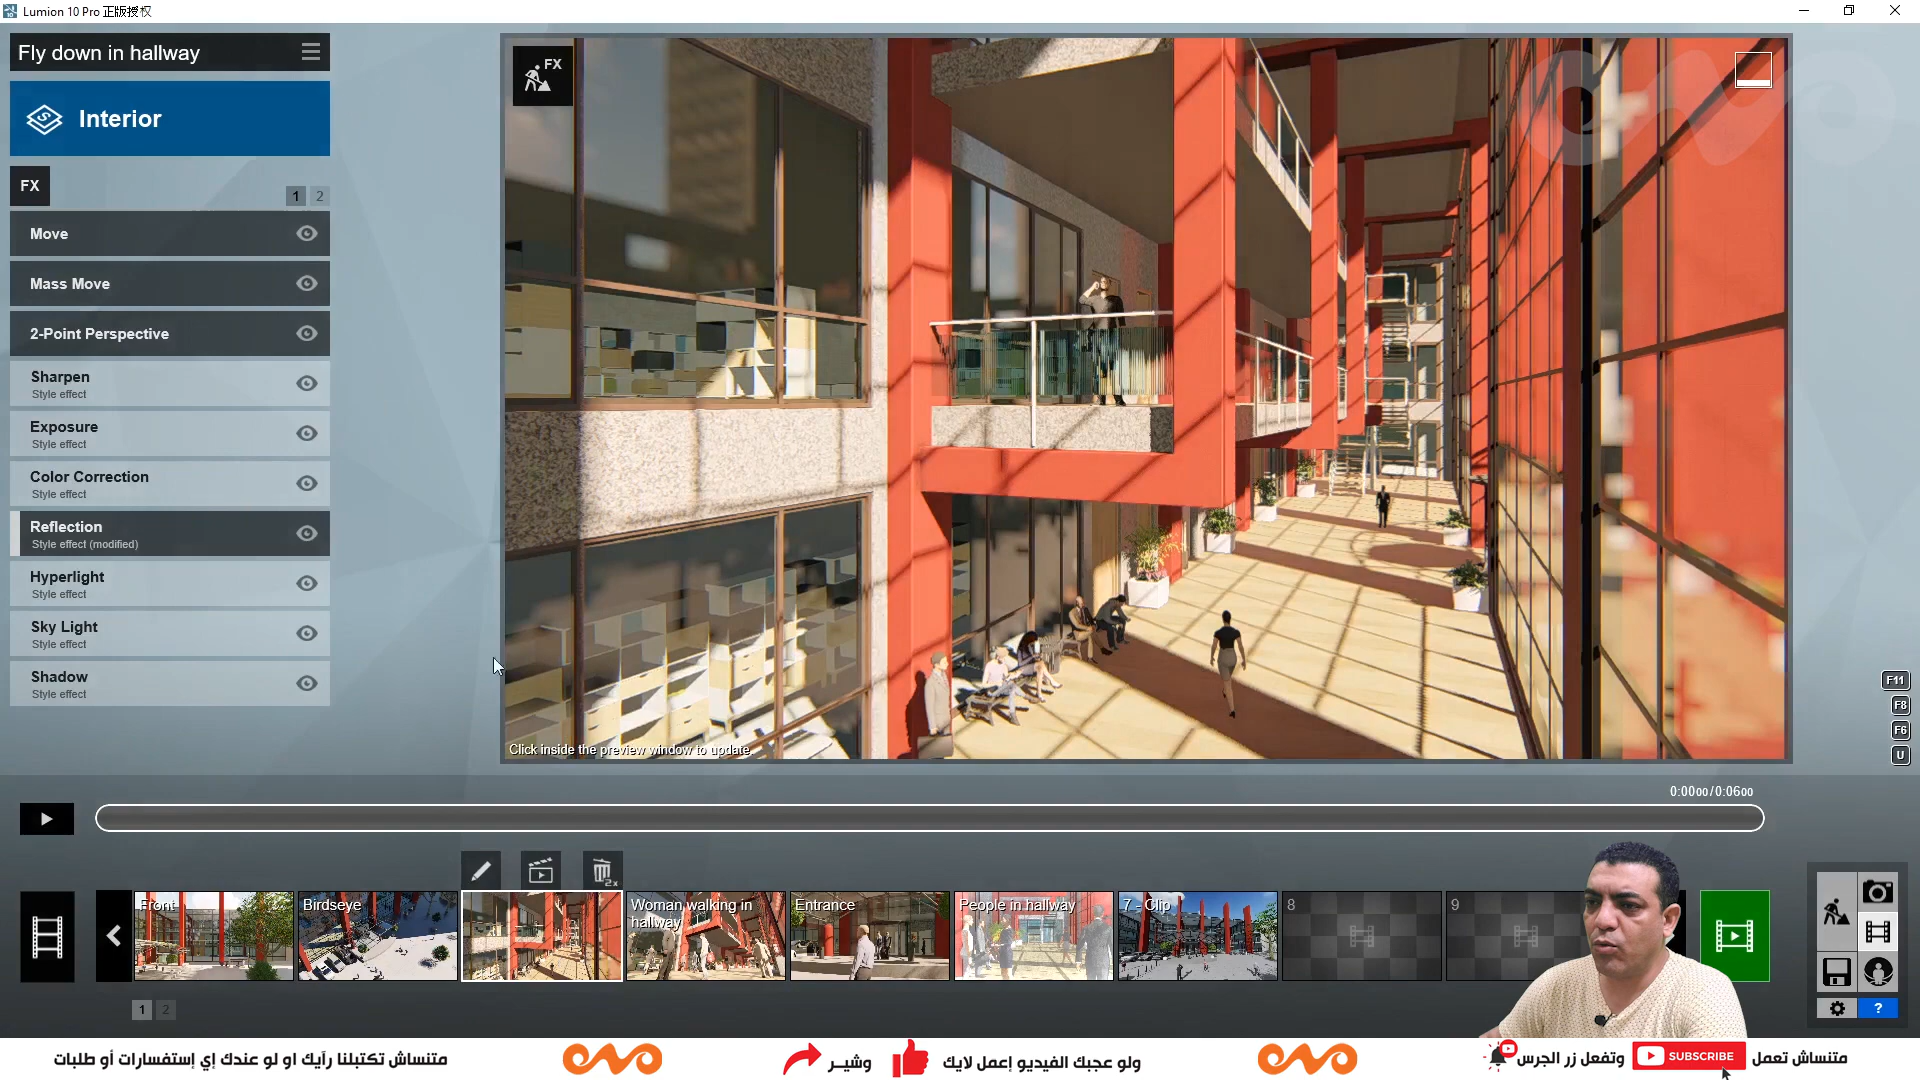 Lumion 10 Pro 正版授权
Fly down in hallway
Interior
FX
1 2
Move
Mass Move
2-Point Perspective
Sharpen
Style effect
Exposure
Style effect
Color Correction
Style effect
Reflection
Style effect (modified)
Hyperlight
Style effect
Sky Light
Style effect
Shadow
Style effect
FX
Click inside the preview window to update.
F11
F8
F6
U
0:0000/0:0600
2x
Front
Birdseye
Woman walking in
hallway
Entrance
People in hallway
7 - Clip
8
9
1 2
?
متنساش تكتبلنا رأيك او لو عندك إي إستفسارات أو طلبات
وشيـر
ولو عجبك الفيديو إعمل لايك
متنساش تعمل SUBSCRIBE وتفعل زر الجرس